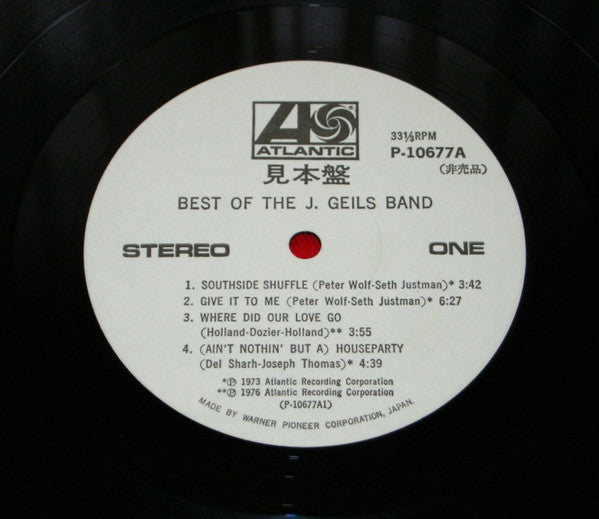 ATLANTIC
33⅓RPM
P-10677A
見本盤
(非売品)
BEST OF THE J. GEILS BAND
STEREO
ONE
1. SOUTHSIDE SHUFFLE (Peter Wolf-Seth Justman)* 3:42
2. GIVE IT TO ME (Peter Wolf-Seth Justman)* 6:27
3. WHERE DID OUR LOVE GO
(Holland-Dozier-Holland)** 3:55
4. (AIN'T NOTHIN' BUT A) HOUSEPARTY
(Del Sharh-Joseph Thomas)* 4:39
*Ⓟ 1973 Atlantic Recording Corporation
**Ⓟ 1976 Atlantic Recording Corporation
(P-10677A1)
MADE BY WARNER PIONEER CORPORATION, JAPAN.